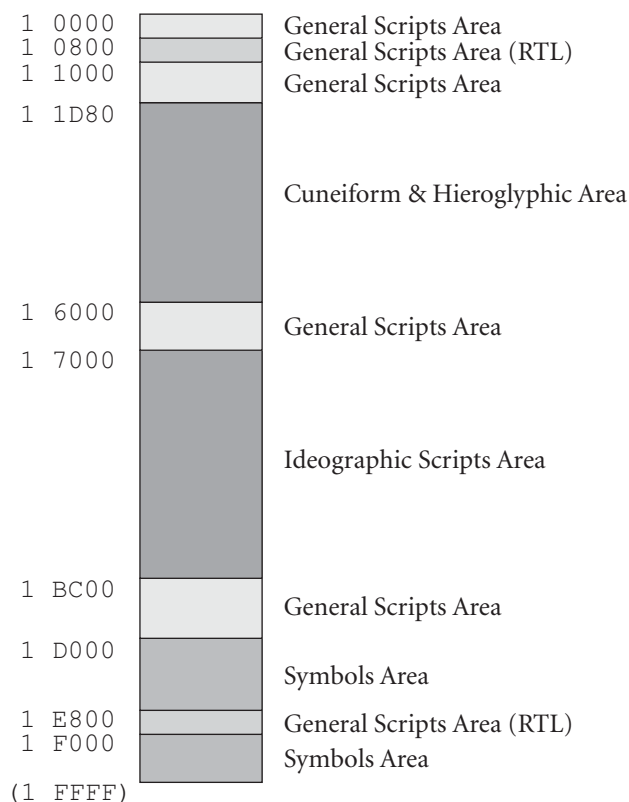 1 0000 General Scripts Area
1 0800 General Scripts Area (RTL)
1 1000 General Scripts Area
1 1D80
Cuneiform & Hieroglyphic Area
1 6000 General Scripts Area
1 7000
Ideographic Scripts Area
1 BC00 General Scripts Area
1 D000
Symbols Area
1 E800 General Scripts Area (RTL)
1 F000 Symbols Area
(1 FFFF)